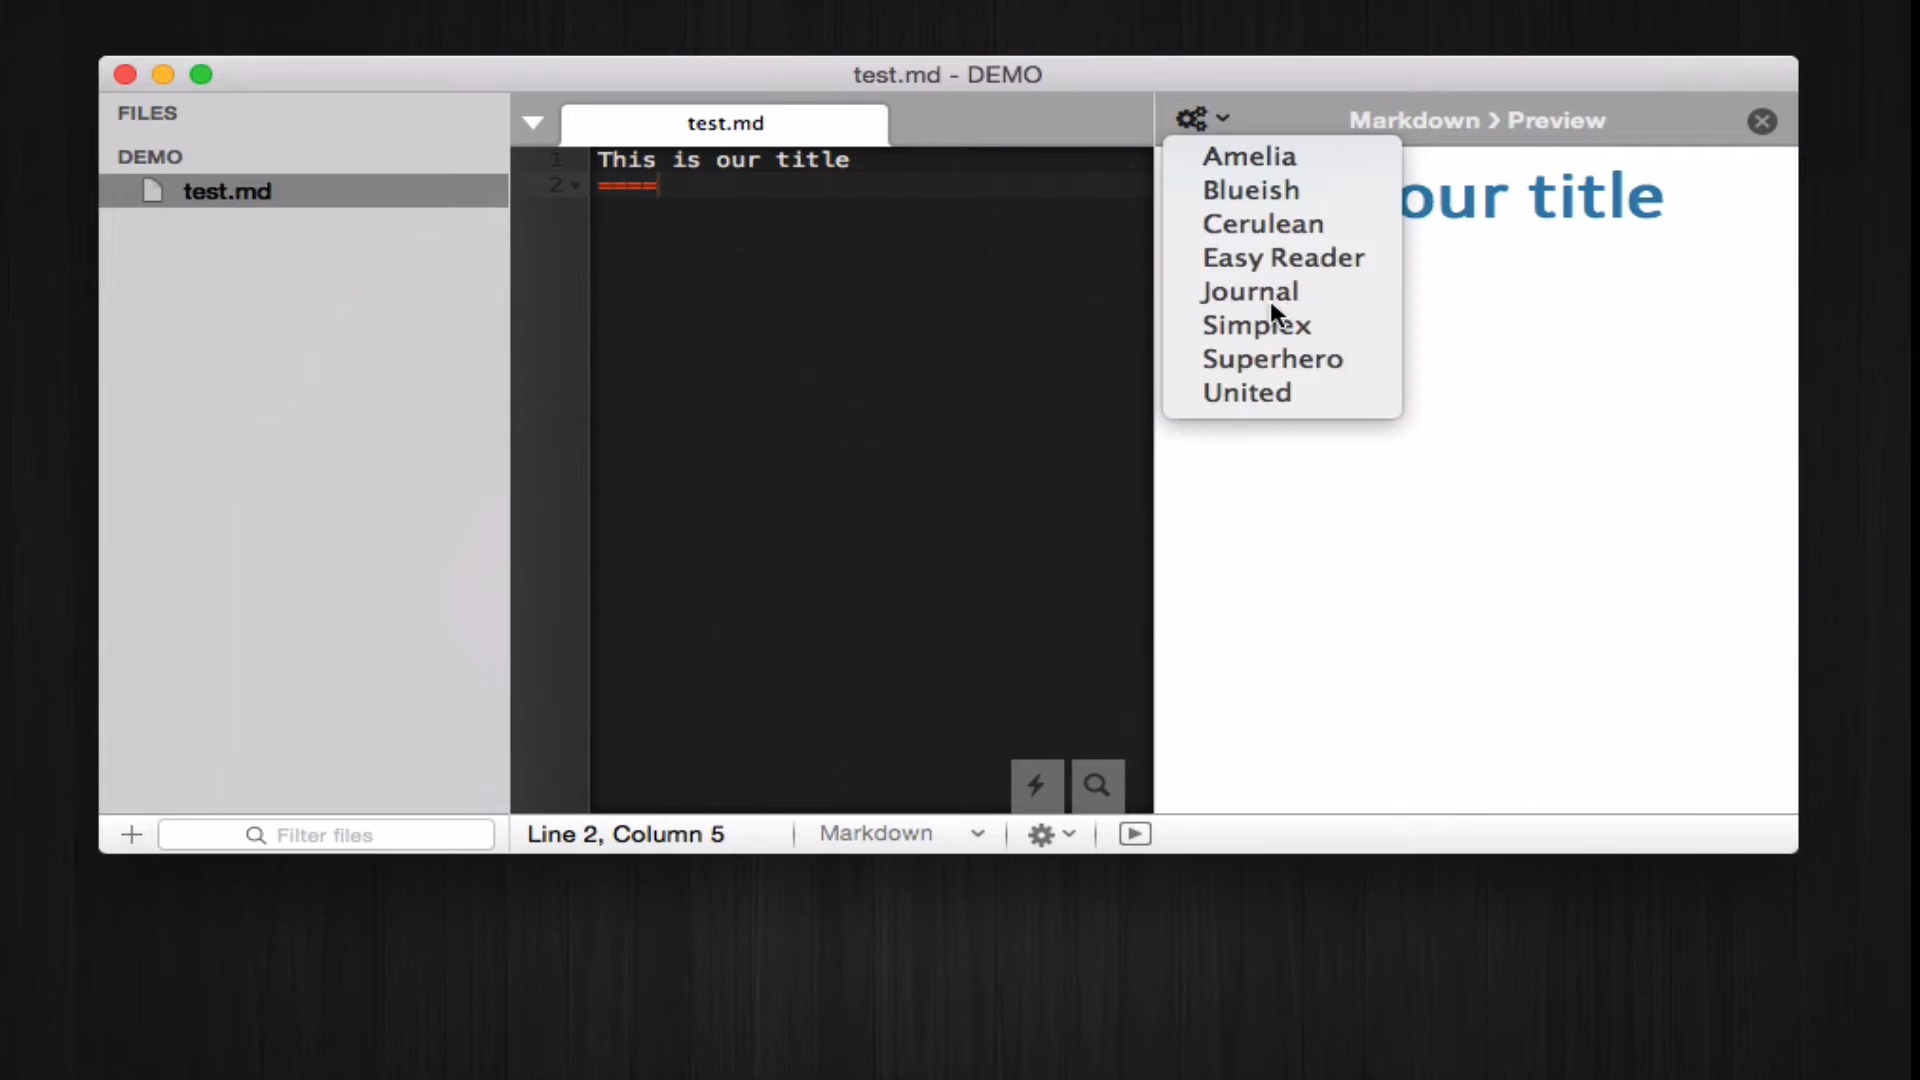 test.md - DEMO
FILES
DEMO
test.md
test.md
1 This is our title
2 ====
Markdown > Preview
Amelia
Blueish
Cerulean
Easy Reader
Journal
Simplex
Superhero
United
our title
Filter files
Line 2, Column 5
Markdown